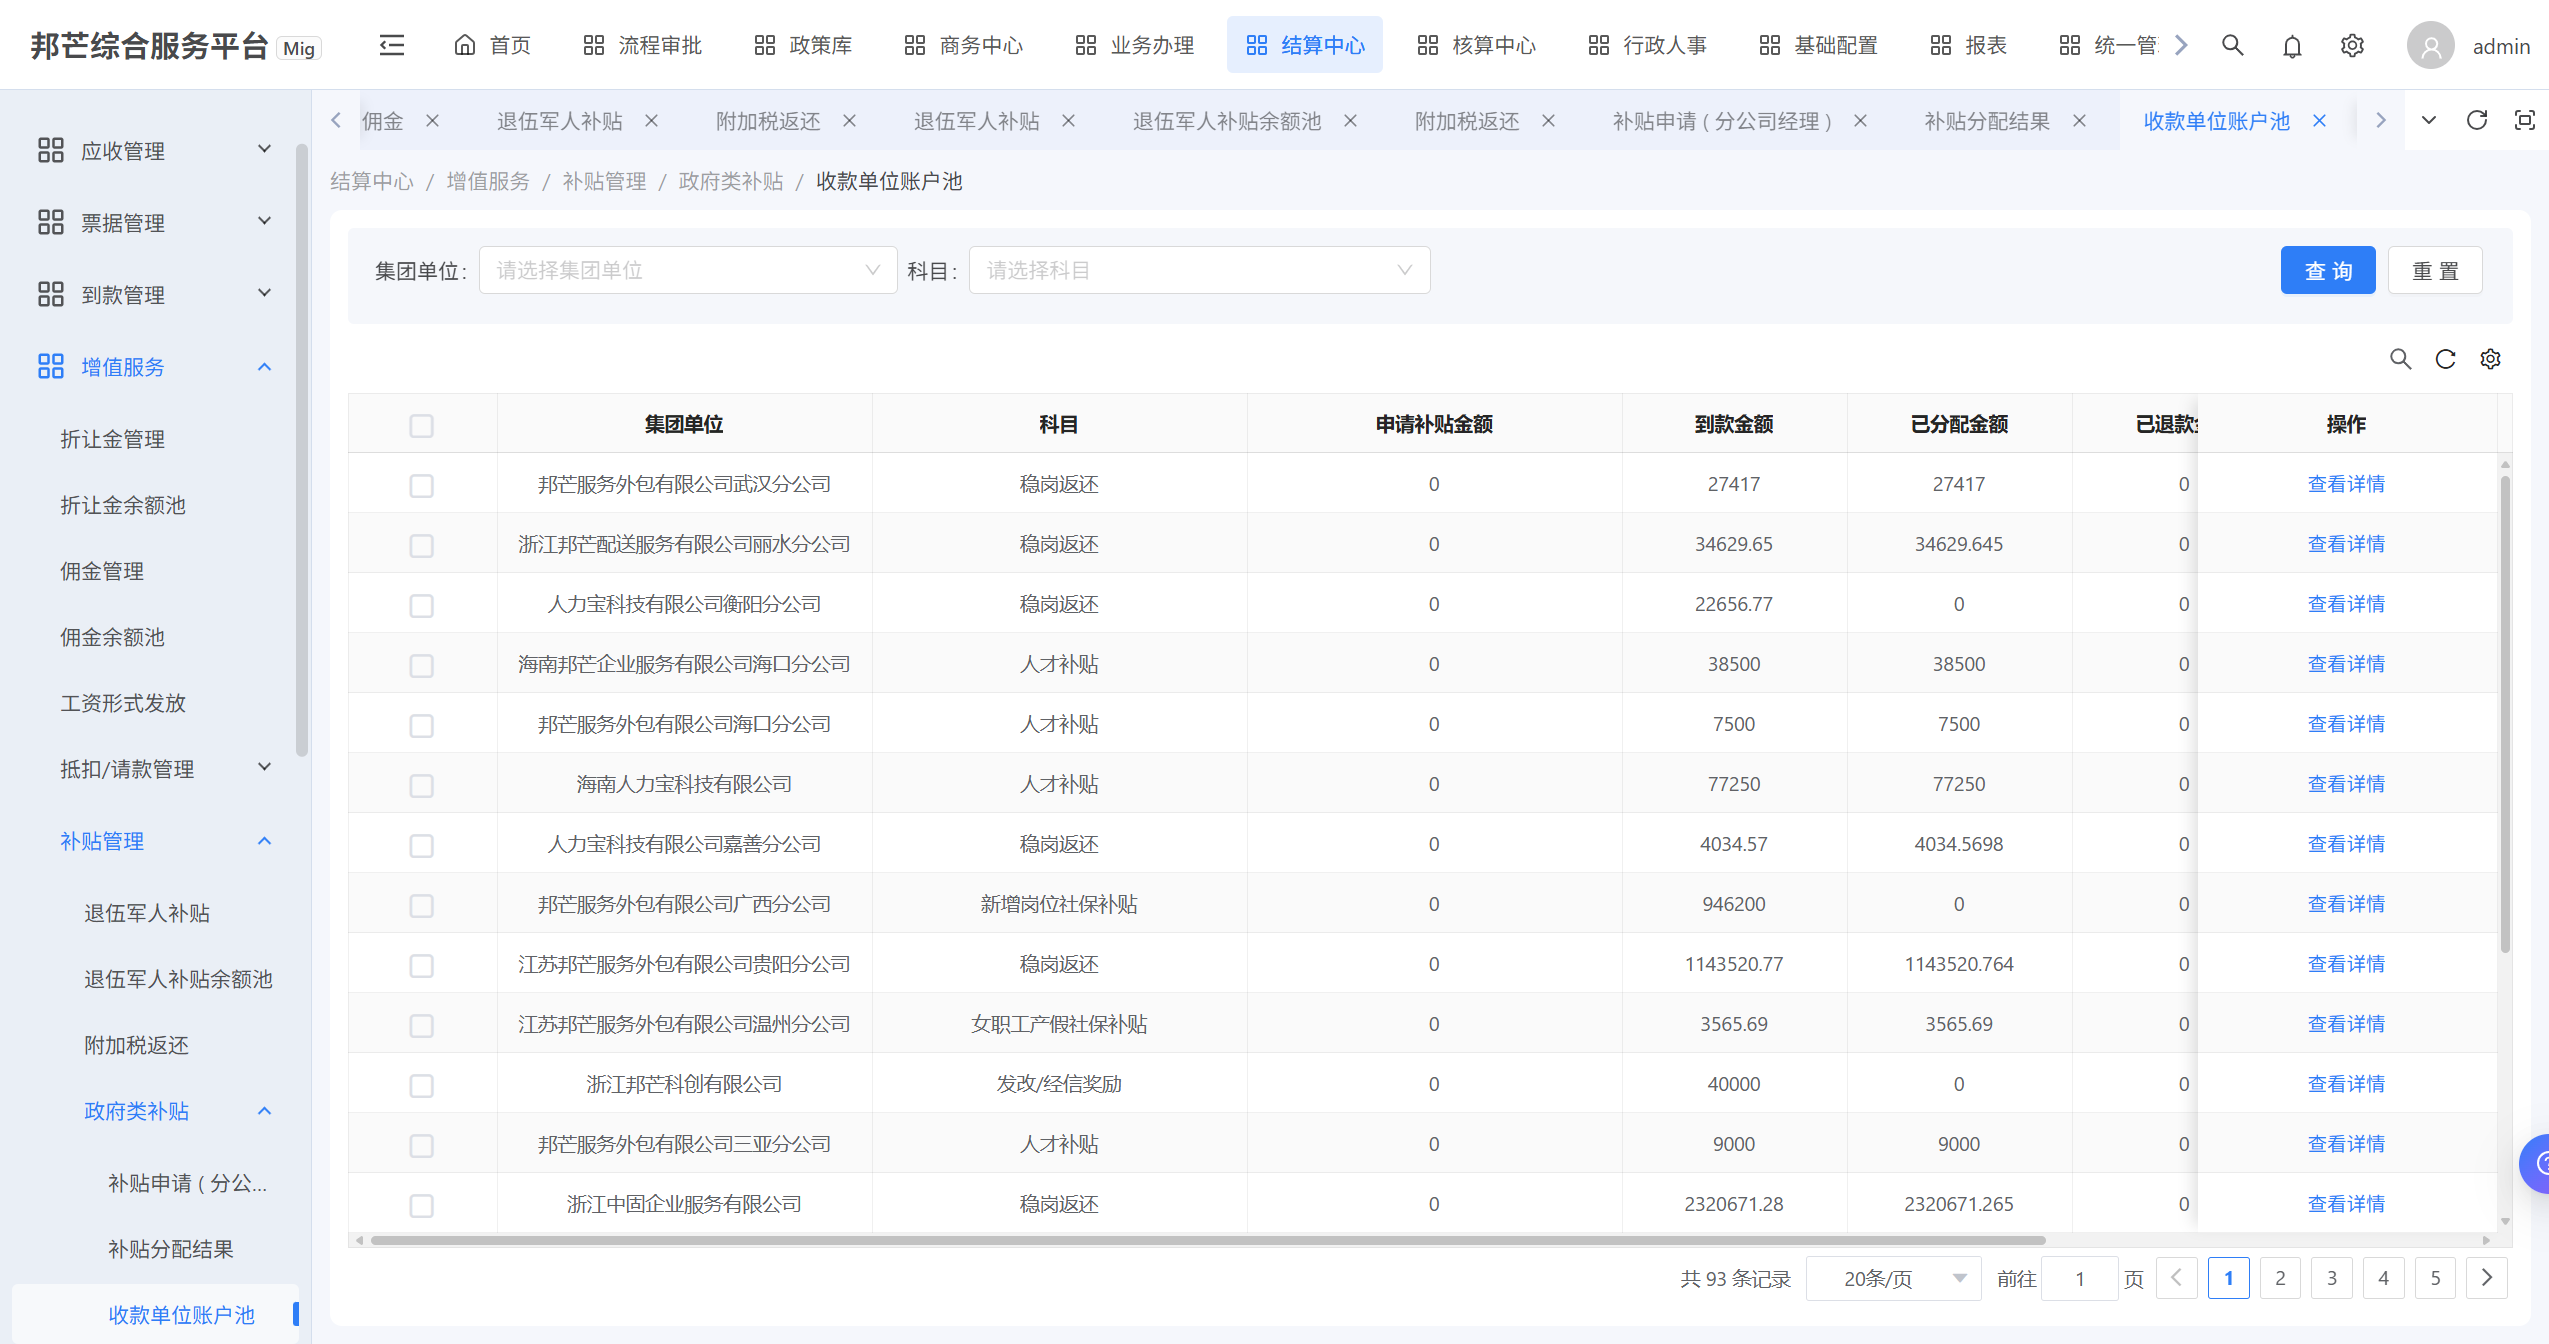 邦芒综合服务平台 Mig 首页 流程审批 政策库 商务中心 业务办理 结算中心 核算中心 行政人事 基础配置 报表 统一管 admin
佣金 退伍军人补贴 附加税返还 退伍军人补贴 退伍军人补贴余额池 附加税返还 补贴申请（分公司经理） 补贴分配结果 收款单位账户池
结算中心 / 增值服务 / 补贴管理 / 政府类补贴 / 收款单位账户池
应收管理
票据管理
到款管理
增值服务
折让金管理
折让金余额池
佣金管理
佣金余额池
工资形式发放
抵扣/请款管理
补贴管理
退伍军人补贴
退伍军人补贴余额池
附加税返还
政府类补贴
补贴申请（分公...
补贴分配结果
收款单位账户池
集团单位: 请选择集团单位 科目: 请选择科目 查 询 重 置
集团单位 科目 申请补贴金额 到款金额 已分配金额 已退款 操作
邦芒服务外包有限公司武汉分公司 稳岗返还 0 27417 27417 0 查看详情
浙江邦芒配送服务有限公司丽水分公司 稳岗返还 0 34629.65 34629.645 0 查看详情
人力宝科技有限公司衡阳分公司 稳岗返还 0 22656.77 0 0 查看详情
海南邦芒企业服务有限公司海口分公司 人才补贴 0 38500 38500 0 查看详情
邦芒服务外包有限公司海口分公司 人才补贴 0 7500 7500 0 查看详情
海南人力宝科技有限公司 人才补贴 0 77250 77250 0 查看详情
人力宝科技有限公司嘉善分公司 稳岗返还 0 4034.57 4034.5698 0 查看详情
邦芒服务外包有限公司广西分公司 新增岗位社保补贴 0 946200 0 0 查看详情
江苏邦芒服务外包有限公司贵阳分公司 稳岗返还 0 1143520.77 1143520.764 0 查看详情
江苏邦芒服务外包有限公司温州分公司 女职工产假社保补贴 0 3565.69 3565.69 0 查看详情
浙江邦芒科创有限公司 发改/经信奖励 0 40000 0 0 查看详情
邦芒服务外包有限公司三亚分公司 人才补贴 0 9000 9000 0 查看详情
浙江中固企业服务有限公司 稳岗返还 0 2320671.28 2320671.265 0 查看详情
共 93 条记录 20条/页 前往 1 页 1 2 3 4 5